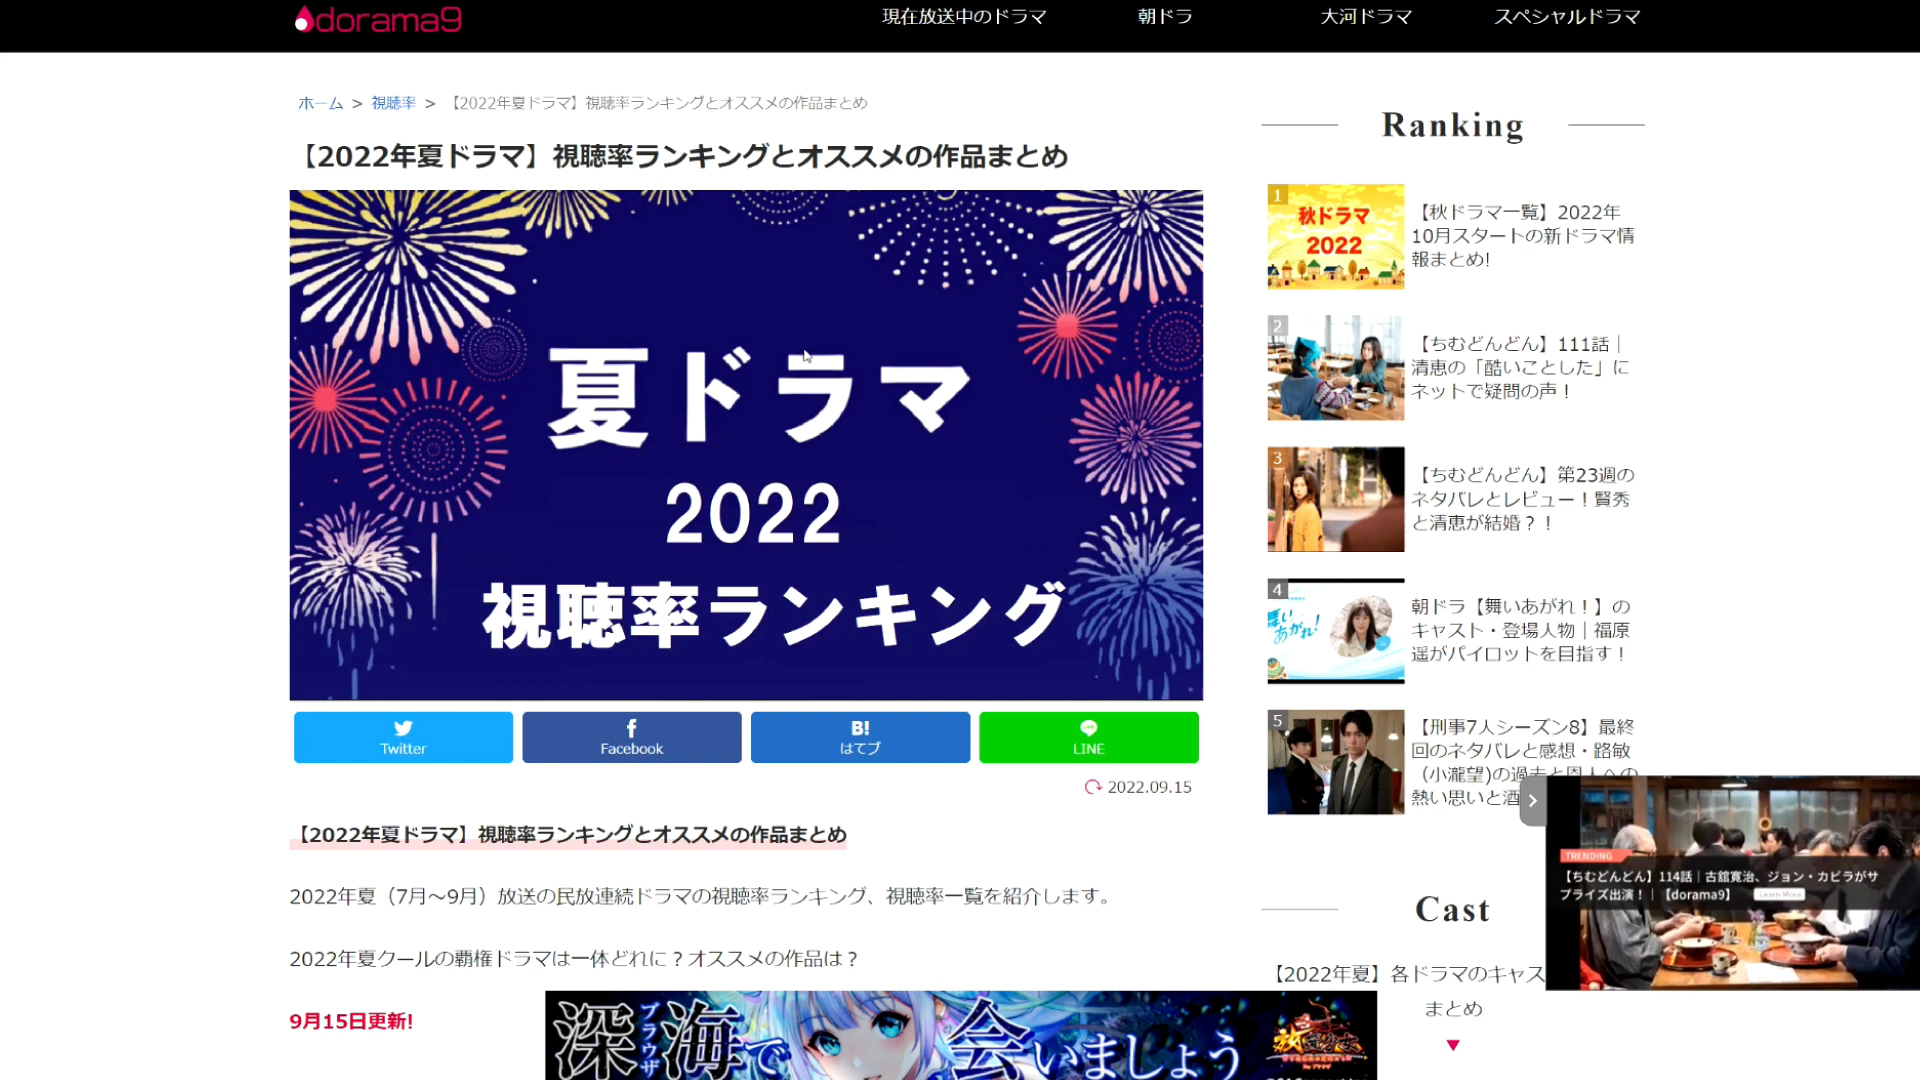 dorama9
現在放送中のドラマ
朝ドラ
大河ドラマ
スペシャルドラマ
ホーム > 視聴率 > 【2022年夏ドラマ】視聴率ランキングとオススメの作品まとめ
【2022年夏ドラマ】視聴率ランキングとオススメの作品まとめ
夏ドラマ
2022
視聴率ランキング
Twitter
Facebook
B!
はてブ
LINE
2022.09.15
【2022年夏ドラマ】視聴率ランキングとオススメの作品まとめ
2022年夏（7月～9月）放送の民放連続ドラマの視聴率ランキング、視聴率一覧を紹介します。
2022年夏クールの覇権ドラマは一体どれに？オススメの作品は？
9月15日更新!
深海で
ブラウザ
会いましょう
Ranking
1
秋ドラマ
2022
【秋ドラマ一覧】2022年
10月スタートの新ドラマ情
報まとめ!
2
【ちむどんどん】111話｜
清恵の「酷いことした」に
ネットで疑問の声！
3
【ちむどんどん】第23週の
ネタバレとレビュー！賢秀
と清恵が結婚？！
4
舞い
あがれ！
朝ドラ【舞いあがれ！】の
キャスト・登場人物｜福原
遥がパイロットを目指す！
5
【刑事7人シーズン8】最終
回のネタバレと感想・路敏
（小瀧望)の過去と恩人への
熱い思いと酒
TRENDING
【ちむどんどん】114話｜古舘寛治、ジョン・カビラがサ
プライズ出演！｜【dorama9】
Learn More
Cast
【2022年夏】各ドラマのキャス
まとめ